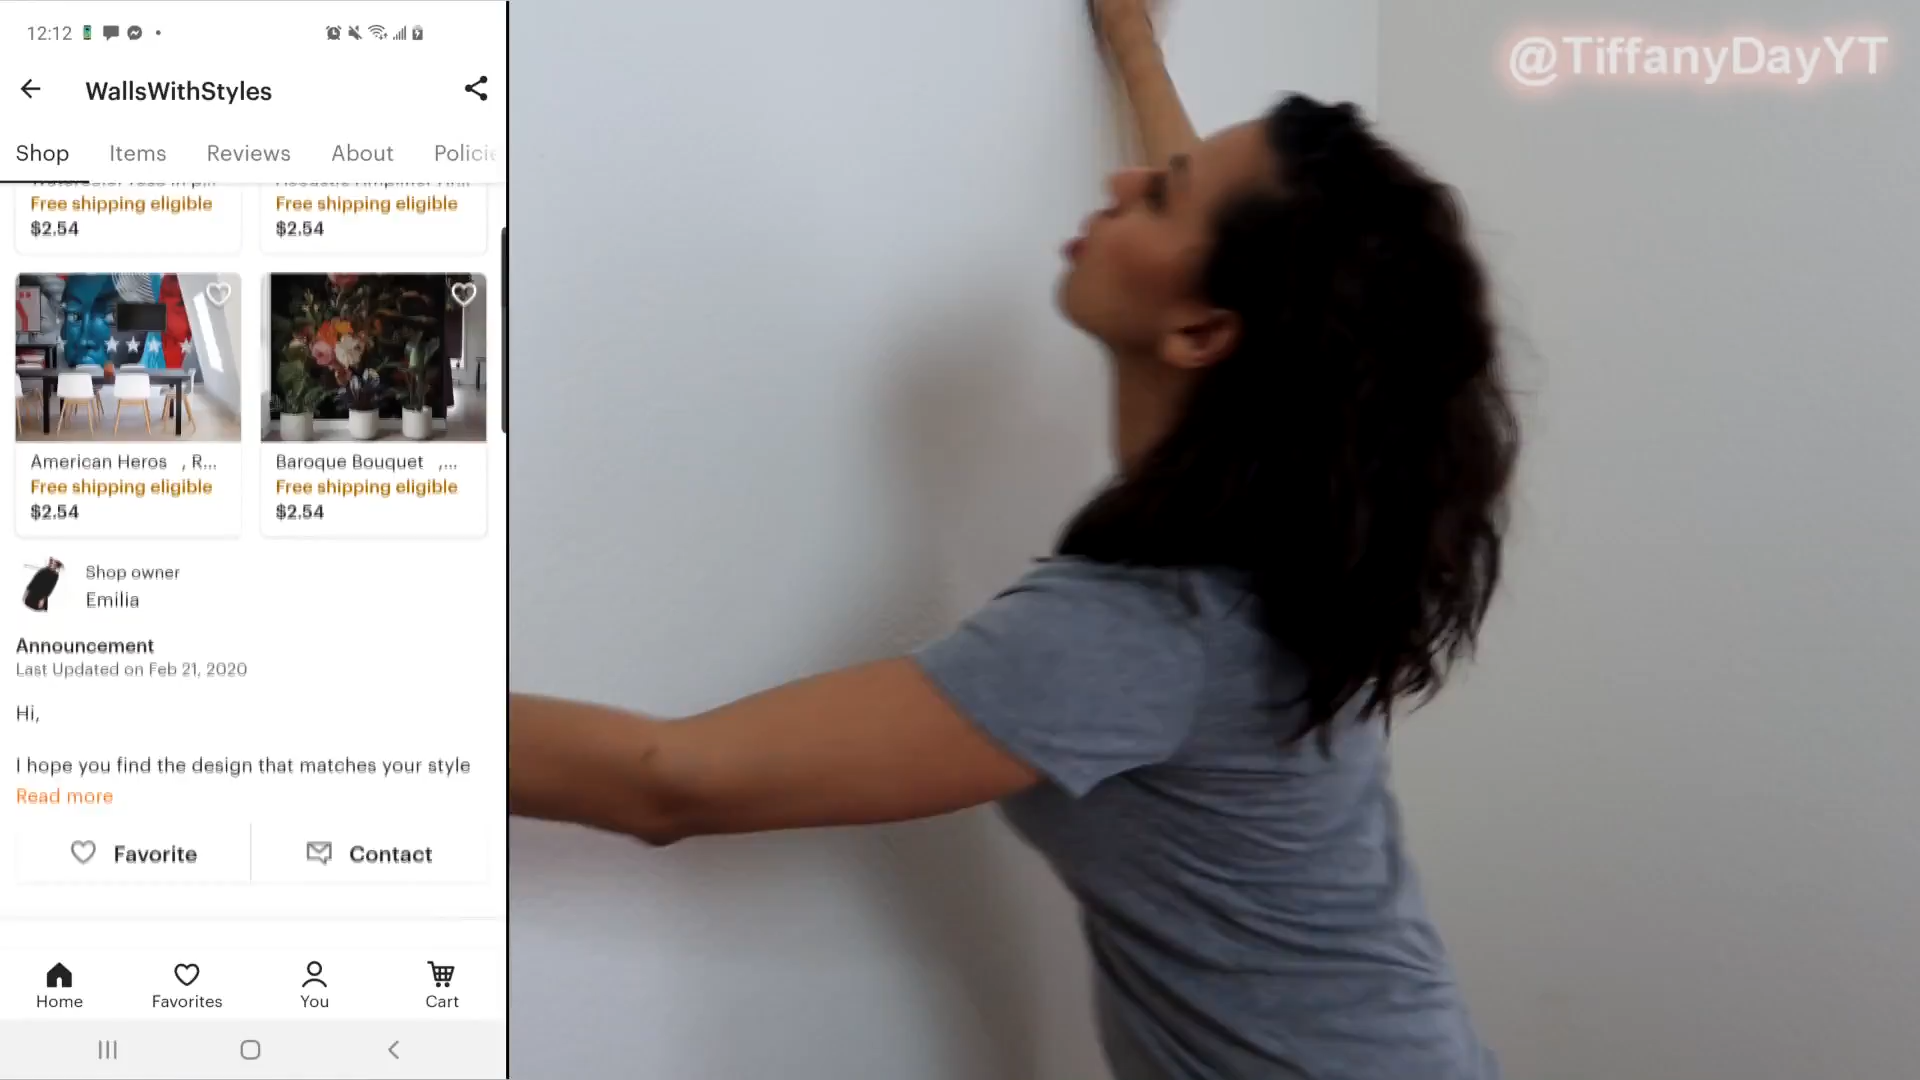 12:12
@TiffanyDayYT
WallsWithStyles
Shop Items Reviews About
Free shipping eligible Free shipping eligible
$2.54 $2.54
American Heros , R... Baroque Bouquet ,...
Free shipping eligible Free shipping eligible
$2.54 $2.54
Shop owner
Emilia
Announcement
Last Updated on Feb 21, 2020
Hi,
I hope you find the design that matches your style
Read more
Favorite Contact
Home Favorites You Cart